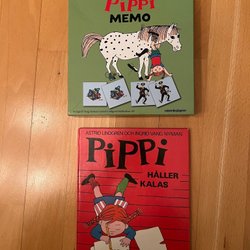 PIPPI
MEMO
ASTRID LINDGREN OCH INGRID VANG NYMAN
PIPPI
HÅLLER
KALAS